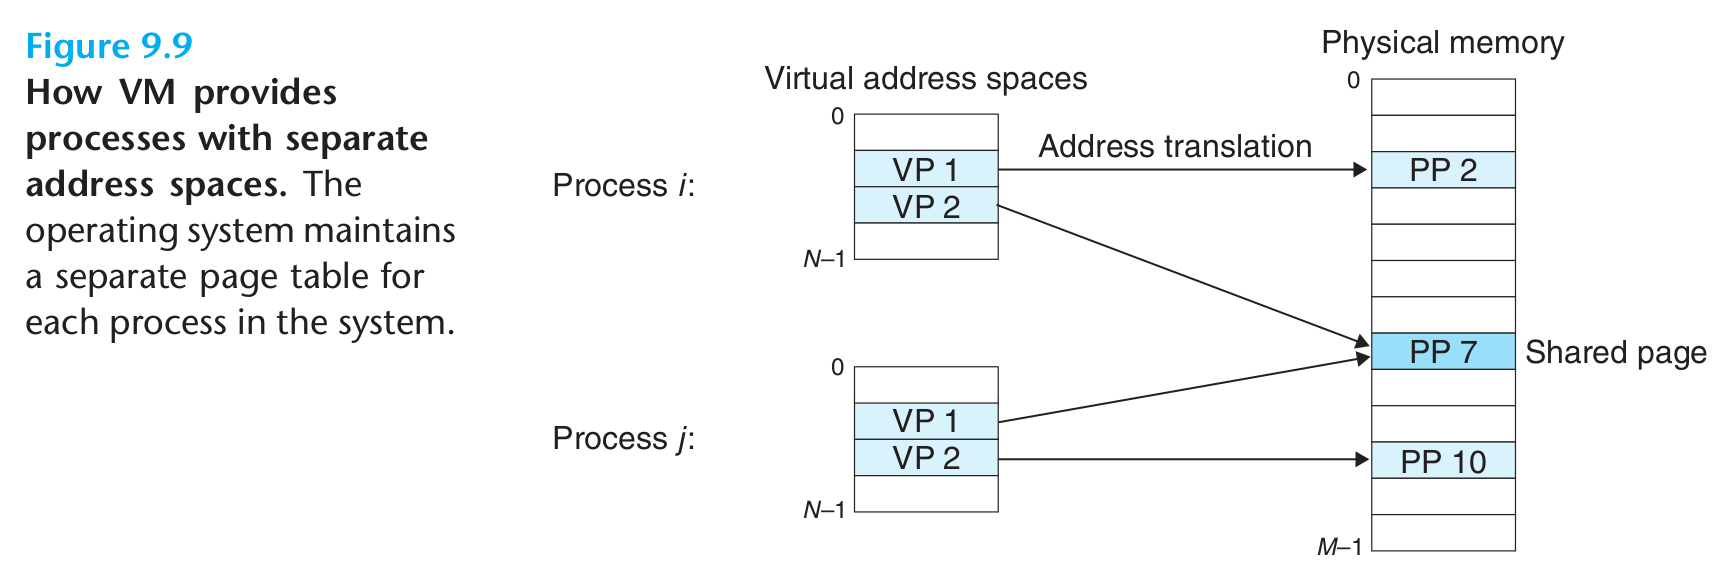 Figure 9.9
How VM provides
processes with separate
address spaces. The
operating system maintains
a separate page table for
each process in the system.
Virtual address spaces
Physical memory
0
VP 1
VP 2
N–1
Process i:
Address translation
0
VP 1
VP 2
N–1
Process j:
0
PP 2
PP 7
Shared page
PP 10
M–1